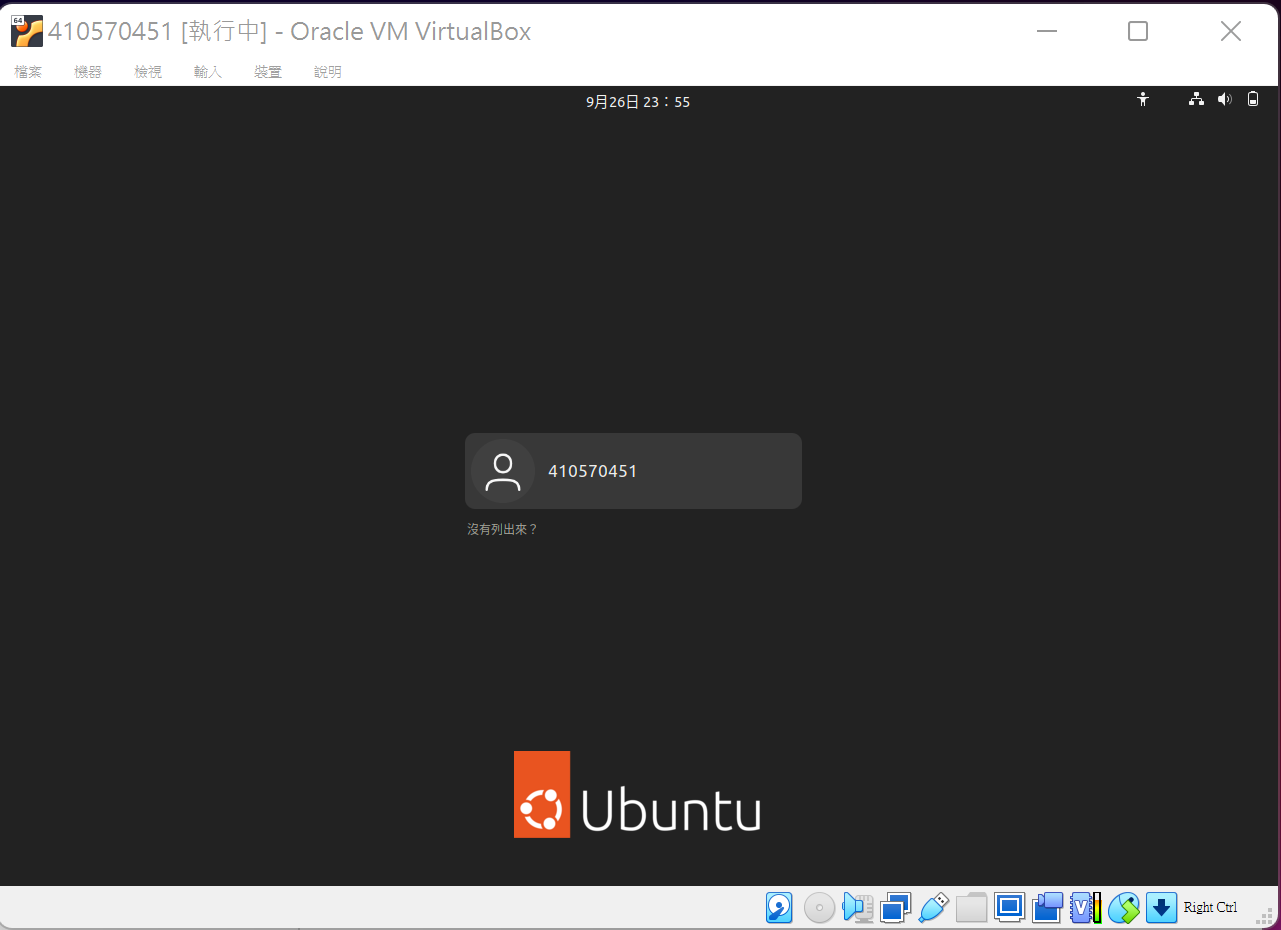 64
410570451 [執行中] - Oracle VM VirtualBox
檔案 機器 檢視 輸入 裝置 說明
9月26日 23：55
410570451
沒有列出來？
Ubuntu
V
Right Ctrl